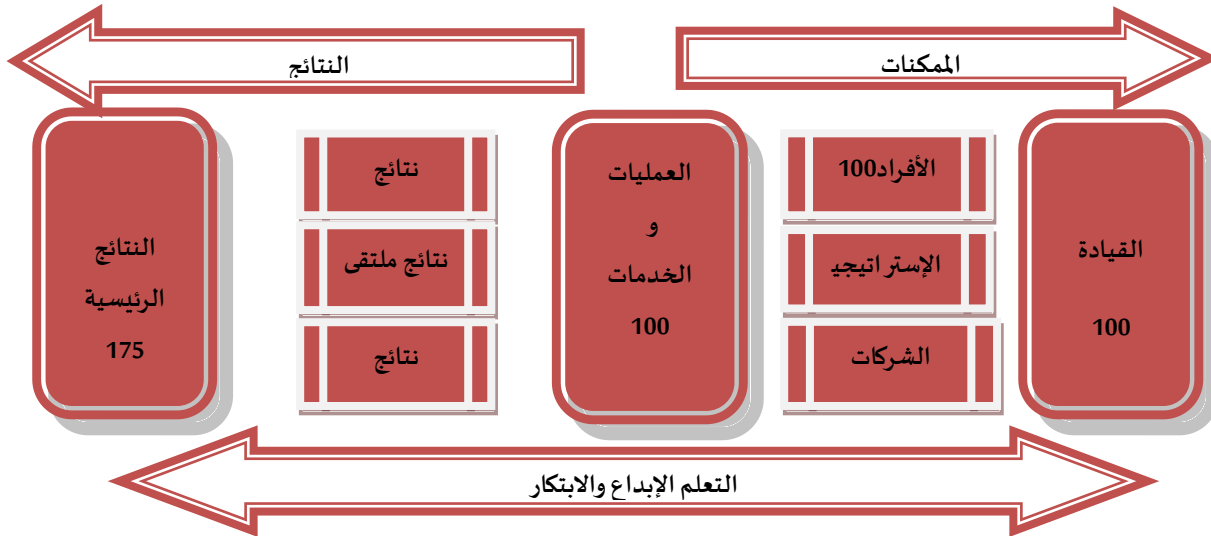 الممكنات
النتائج
القيادة
100
الأفراد100
الإستراتيجي
الشركات
العمليات
و
الخدمات
100
نتائج
نتائج ملتقى
نتائج
النتائج
الرئيسية
175
التعلم الإبداع والابتكار